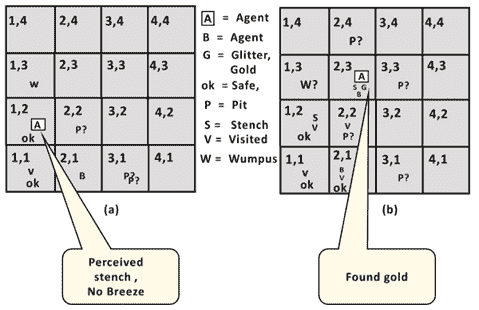 1,4 2,4 3,4 4,4
1,3 2,3 3,3 4,3
W
1,2 2,2 3,2 4,2
A P?
ok
1,1 2,1 3,1 4,1
V B P?
ok P?
(a)
Perceived
stench ,
No Breeze
A = Agent
B = Agent
G = Glitter,
Gold
ok = Safe,
P = Pit
S = Stench
V = Visited
W = Wumpus
1,4 2,4 3,4 4,4
P?
1,3 2,3 A 3,3 4,3
W? S G P?
B
1,2 S 2,2 3,2 4,2
V V
ok P?
1,1 2,1 3,1 4,1
V B P?
ok V
ok
(b)
Found gold